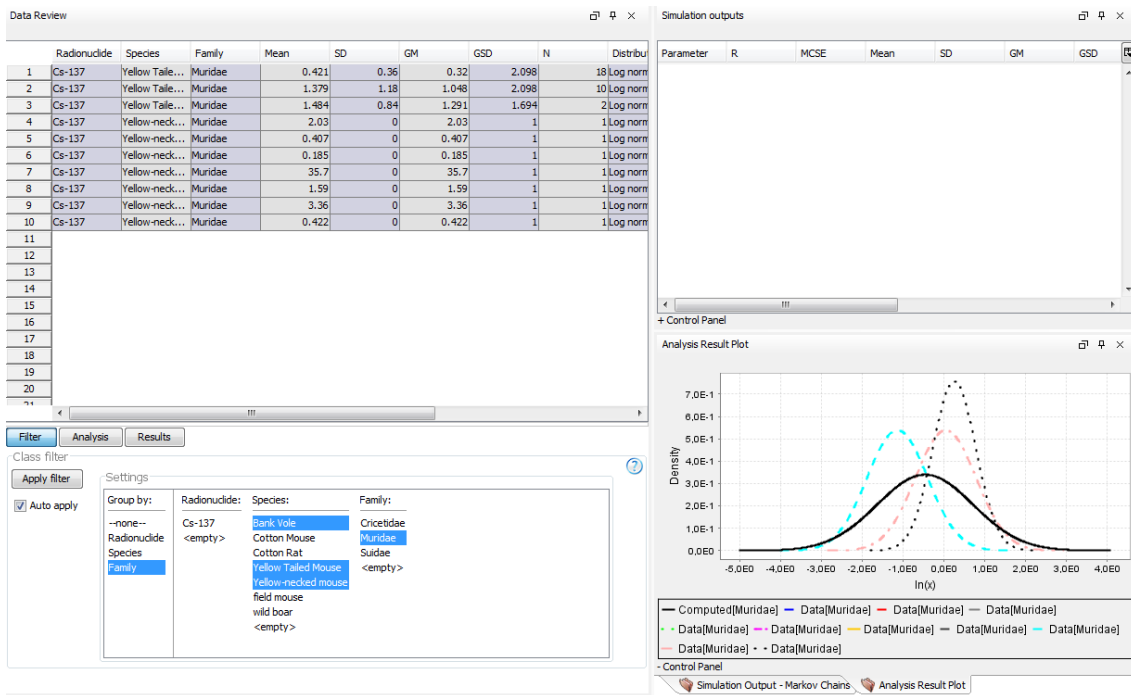 Data Review
Radionuclide Species Family Mean SD GM GSD N Distribut
1 Cs-137 Yellow Taile... Muridae 0.421 0.36 0.32 2.098 18 Log norm
2 Cs-137 Yellow Taile... Muridae 1.379 1.18 1.048 2.098 10 Log norm
3 Cs-137 Yellow Taile... Muridae 1.484 0.84 1.291 1.694 2 Log norm
4 Cs-137 Yellow-neck... Muridae 2.03 0 2.03 1 1 Log norm
5 Cs-137 Yellow-neck... Muridae 0.407 0 0.407 1 1 Log norm
6 Cs-137 Yellow-neck... Muridae 0.185 0 0.185 1 1 Log norm
7 Cs-137 Yellow-neck... Muridae 35.7 0 35.7 1 1 Log norm
8 Cs-137 Yellow-neck... Muridae 1.59 0 1.59 1 1 Log norm
9 Cs-137 Yellow-neck... Muridae 3.36 0 3.36 1 1 Log norm
10 Cs-137 Yellow-neck... Muridae 0.422 0 0.422 1 1 Log norm
11
12
13
14
15
16
17
18
19
20
21
Filter Analysis Results
Class filter
Apply filter
Auto apply
Settings
Group by: Radionuclide: Species: Family:
--none-- Cs-137 Bank Vole Cricetidae
Radionuclide <empty> Cotton Mouse Muridae
Species Cotton Rat Suidae
Family Yellow Tailed Mouse <empty>
Yellow-necked mouse
field mouse
wild boar
<empty>
?
Simulation outputs
Parameter R MCSE Mean SD GM GSD
+ Control Panel
Analysis Result Plot
7,0E-1
6,0E-1
5,0E-1
4,0E-1
3,0E-1
2,0E-1
1,0E-1
0,0E0
Density
-5,0E0 -4,0E0 -3,0E0 -2,0E0 -1,0E0 0,0E0 1,0E0 2,0E0 3,0E0 4,0E0
ln(x)
Computed[Muridae] Data[Muridae] Data[Muridae] Data[Muridae]
Data[Muridae] Data[Muridae] Data[Muridae] Data[Muridae] Data[Muridae]
Data[Muridae] Data[Muridae]
- Control Panel
Simulation Output - Markov Chains Analysis Result Plot